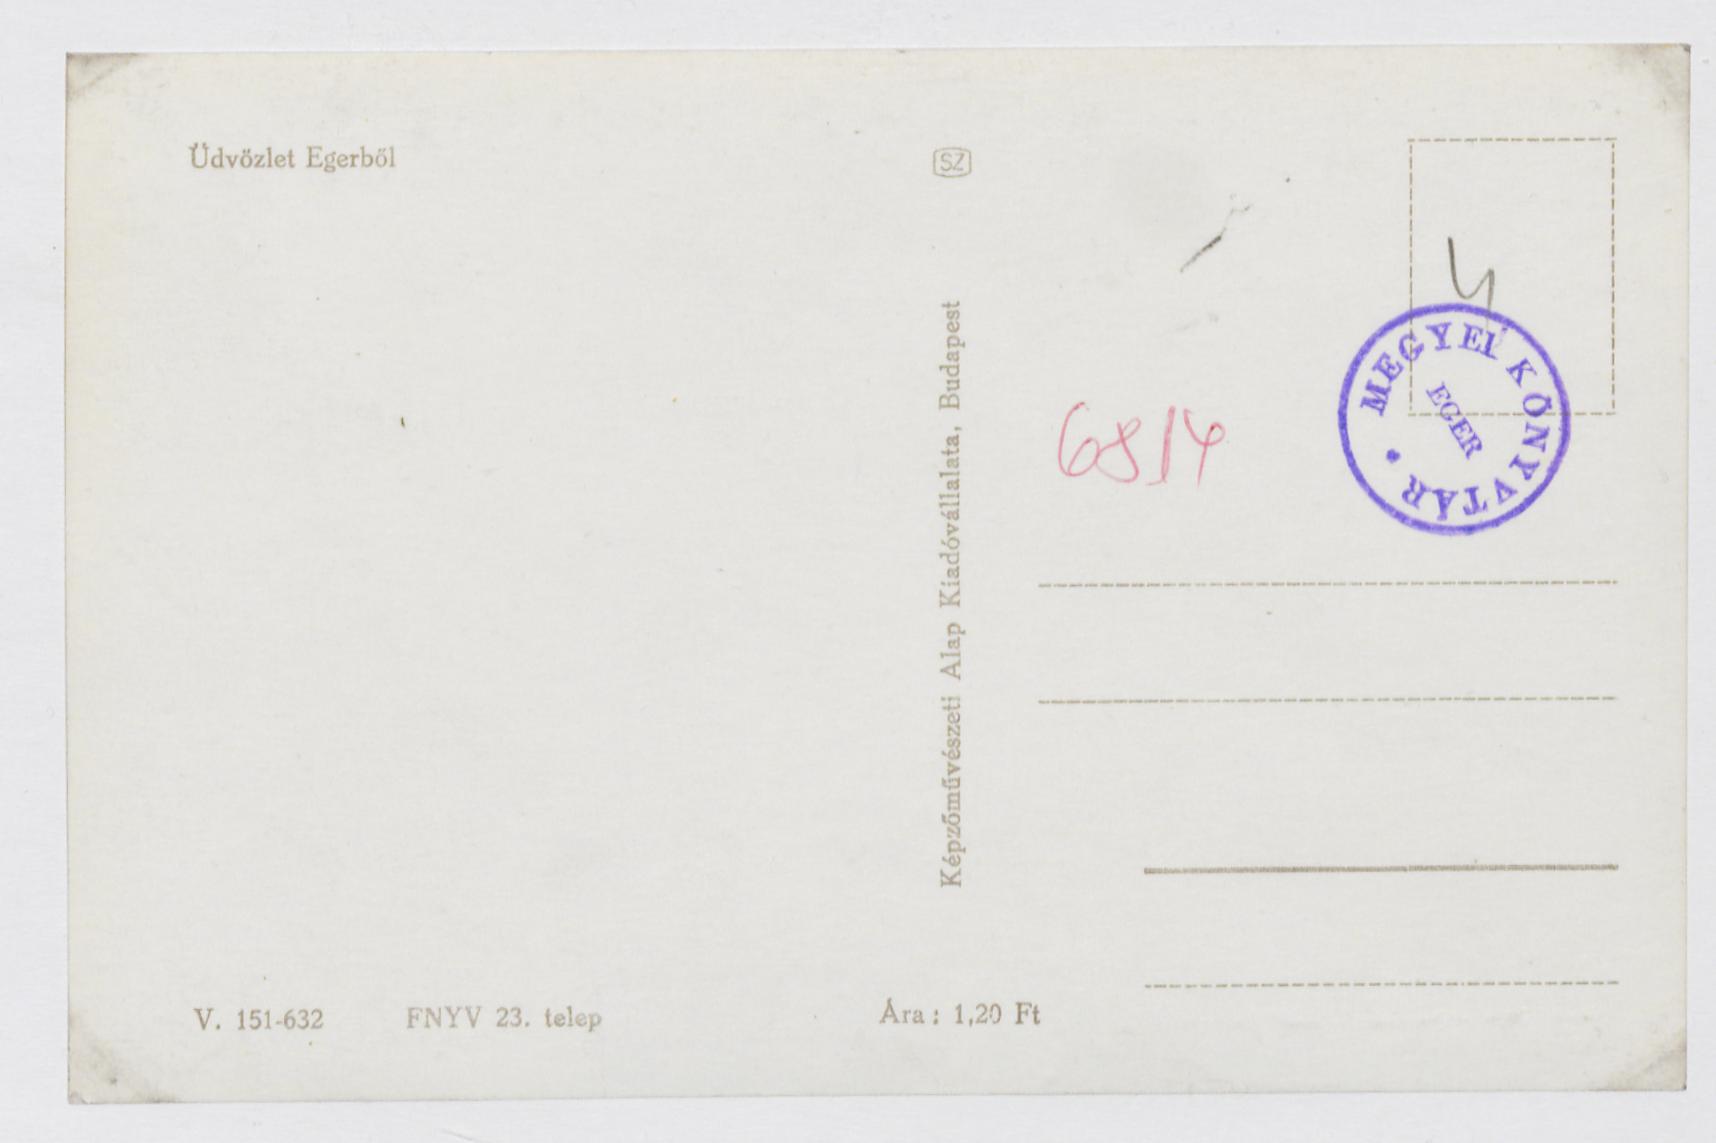 Üdvözlet Egerből
SZ
Képzőművészeti Alap Kiadóvállalata, Budapest
4
6814
MEGYEI KÖNYVTÁR
EGER
V. 151-632 FNYV 23. telep
Ára: 1,20 Ft